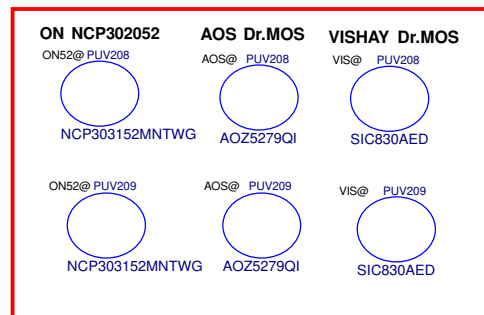 ON NCP302052 AOS Dr.MOS VISHAY Dr.MOS
ON52@ PUV208 AOS@ PUV208 VIS@ PUV208
NCP303152MNTWG AOZ5279QI SIC830AED
ON52@ PUV209 AOS@ PUV209 VIS@ PUV209
NCP303152MNTWG AOZ5279QI SIC830AED